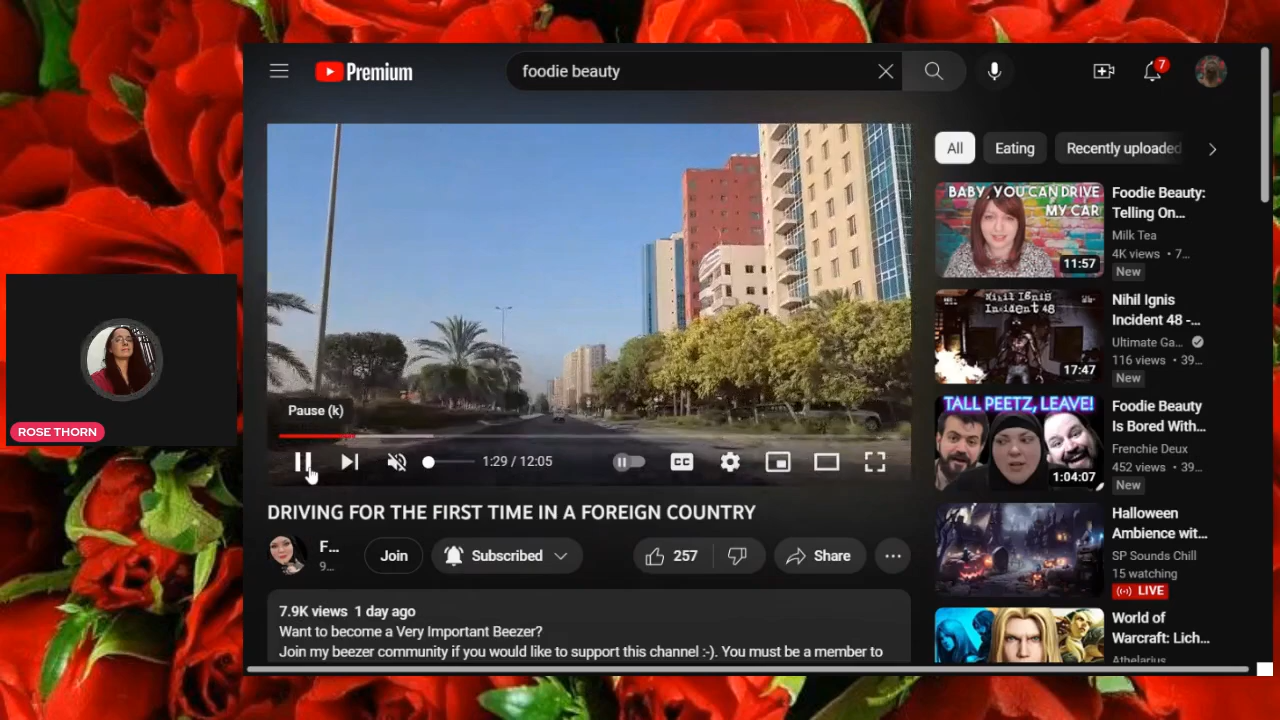 Premium
foodie beauty
7
All
Eating
Recently uploaded
BABY, YOU CAN DRIVE
MY CAR
11:57
Foodie Beauty:
Telling On...
Milk Tea
4K views • 7...
New
Nihil IGniS
Incident 48
17:47
Nihil Ignis
Incident 48 -...
Ultimate Ga...
116 views • 39...
New
TALL PEETZ, LEAVE!
1:04:07
Foodie Beauty
Is Bored With...
Frenchie Deux
452 views • 39...
New
Halloween
Ambience wit...
SP Sounds Chill
15 watching
LIVE
World of
Warcraft: Lich...
Athelarius
ROSE THORN
Pause (k)
1:29 / 12:05
CC
DRIVING FOR THE FIRST TIME IN A FOREIGN COUNTRY
F...
9...
Join
Subscribed
257
Share
7.9K views 1 day ago
Want to become a Very Important Beezer?
Join my beezer community if you would like to support this channel :-). You must be a member to